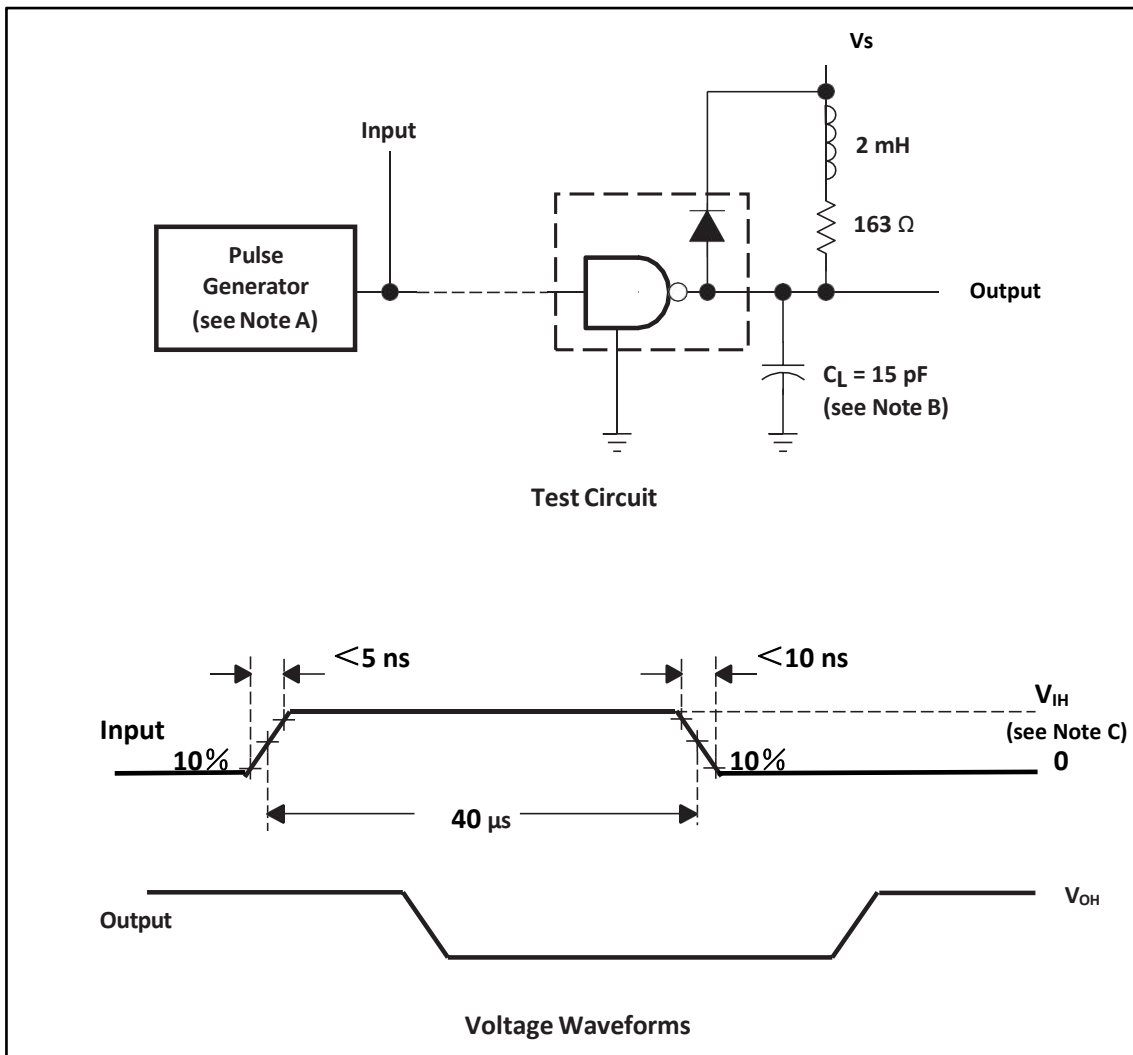 Vs
Input
2 mH
163 Ω
Pulse
Generator
(see Note A)
Output
CL = 15 pF
(see Note B)
Test Circuit
<5 ns
<10 ns
VIH
Input
(see Note C)
10%
10%
0
40 µs
Output
VOH
Voltage Waveforms